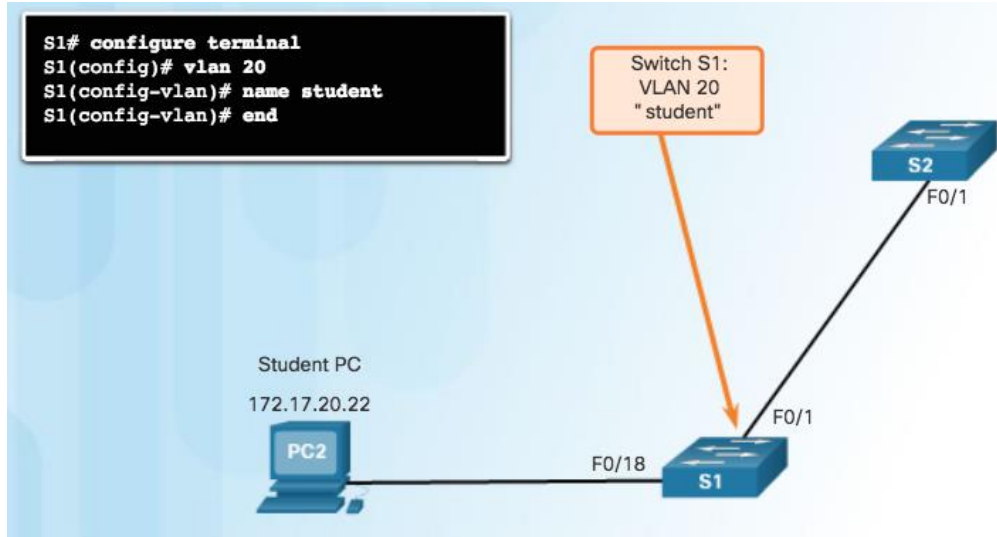 S1# configure terminal
S1(config)# vlan 20
S1(config-vlan)# name student
S1(config-vlan)# end
Switch S1:
VLAN 20
" student"
S2
F0/1
Student PC
172.17.20.22
PC2
F0/18
F0/1
S1